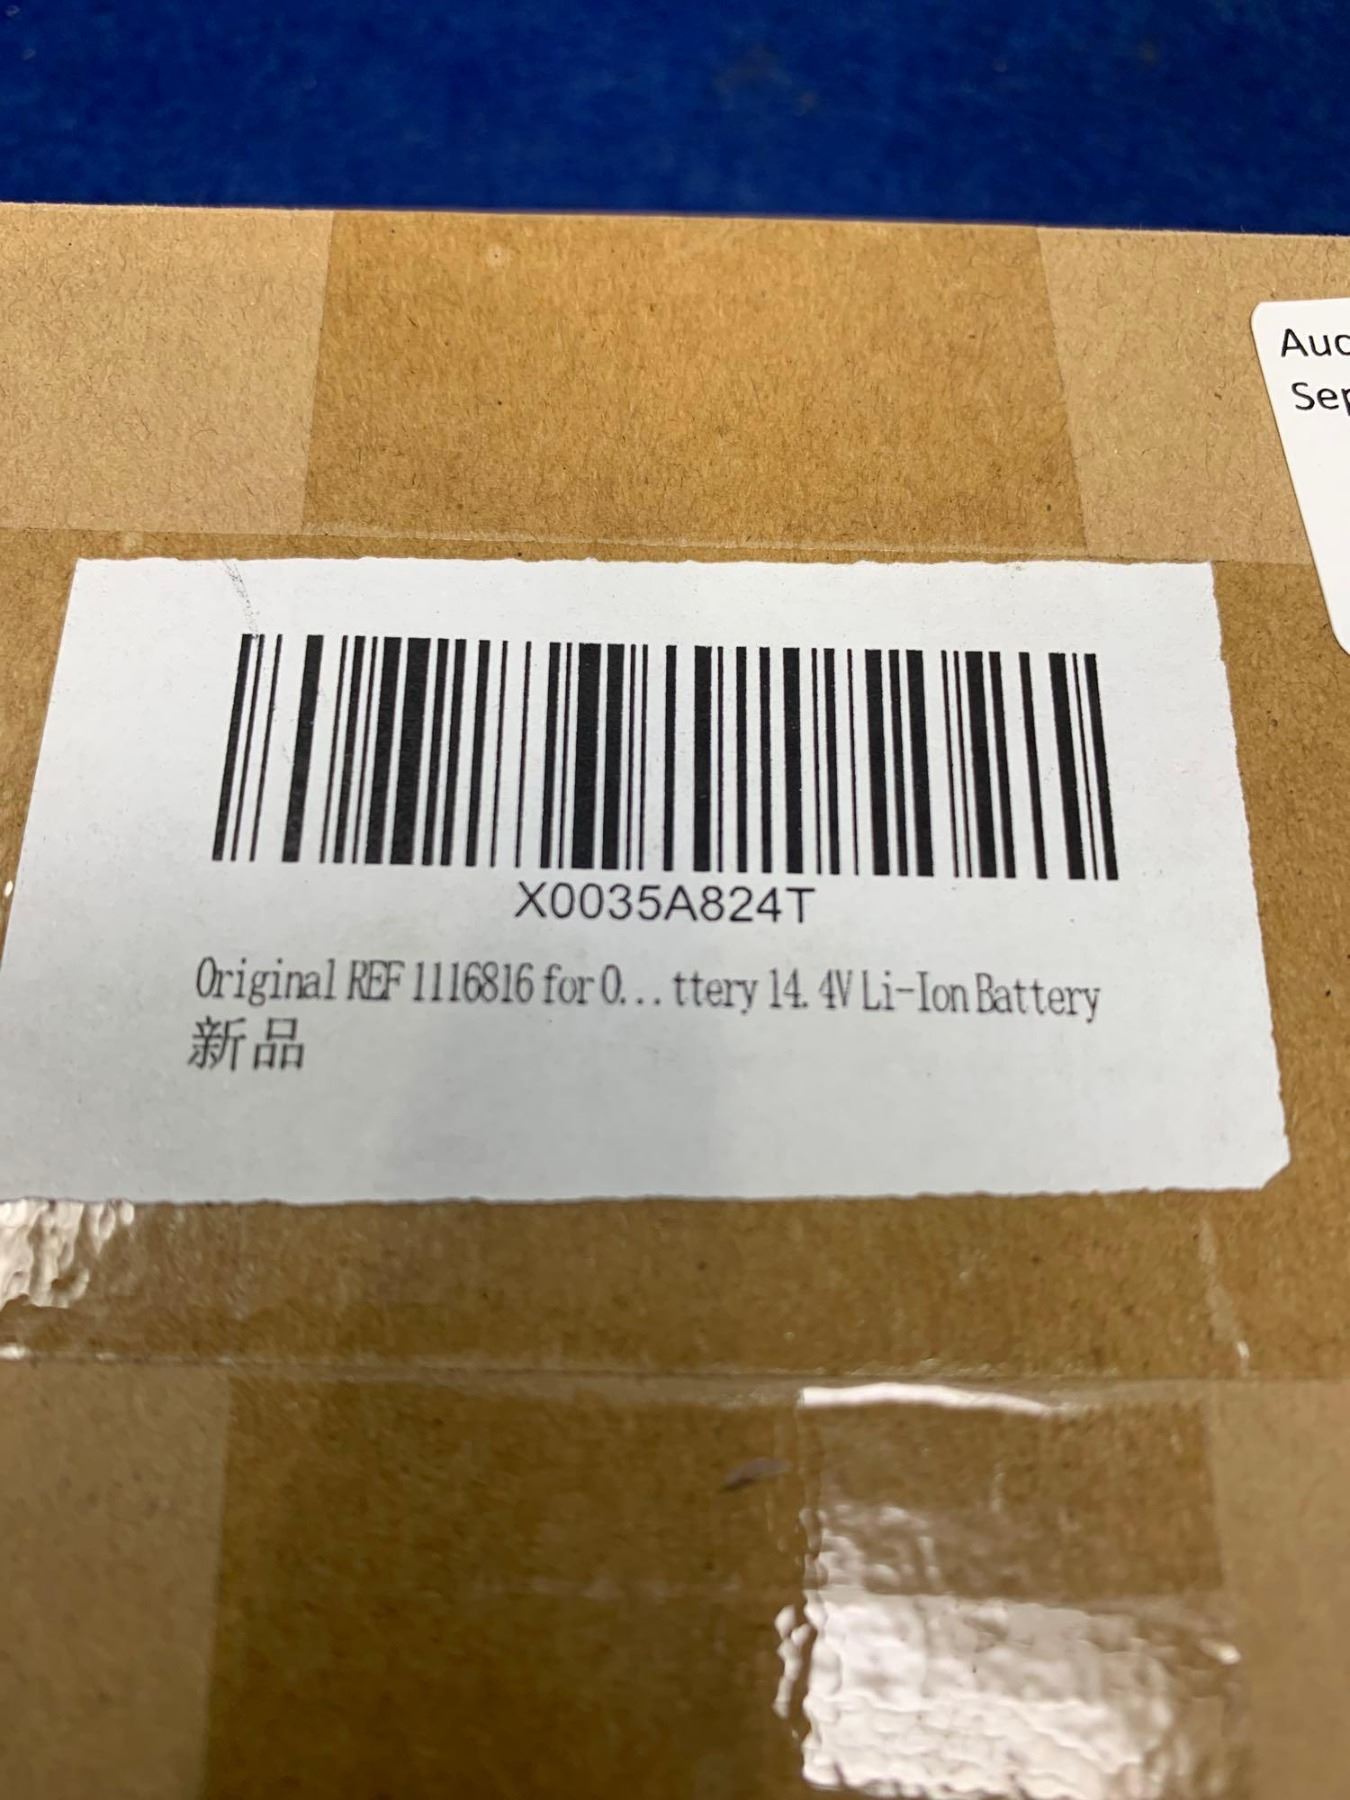 Auc
Sep
X0035A824T
Original REF 1116816 for O... ttery 14.4V Li-Ion Battery
新品